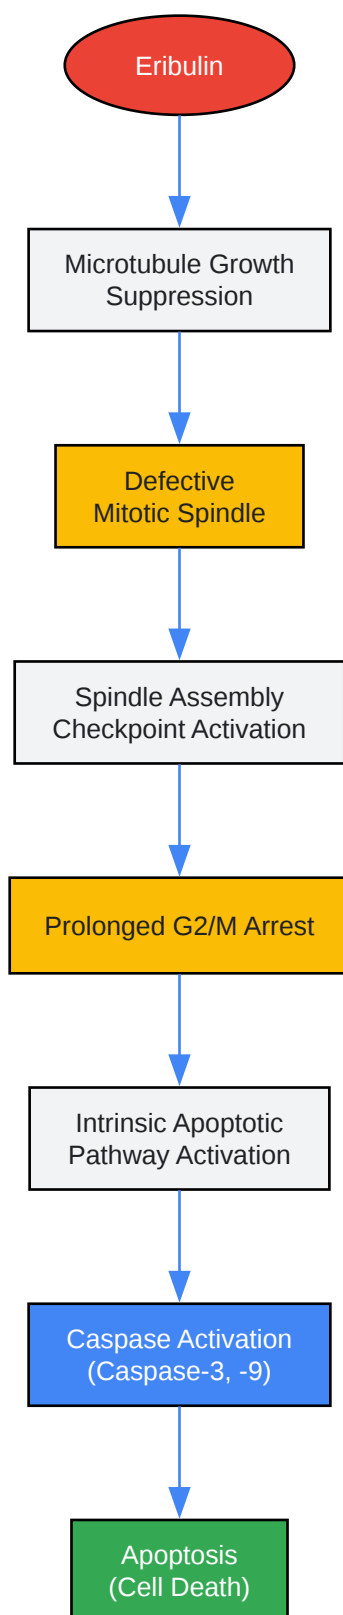 Eribulin
Microtubule Growth
Suppression
Defective
Mitotic Spindle
Spindle Assembly
Checkpoint Activation
Prolonged G2/M Arrest
Intrinsic Apoptotic
Pathway Activation
Caspase Activation
(Caspase-3, -9)
Apoptosis
(Cell Death)